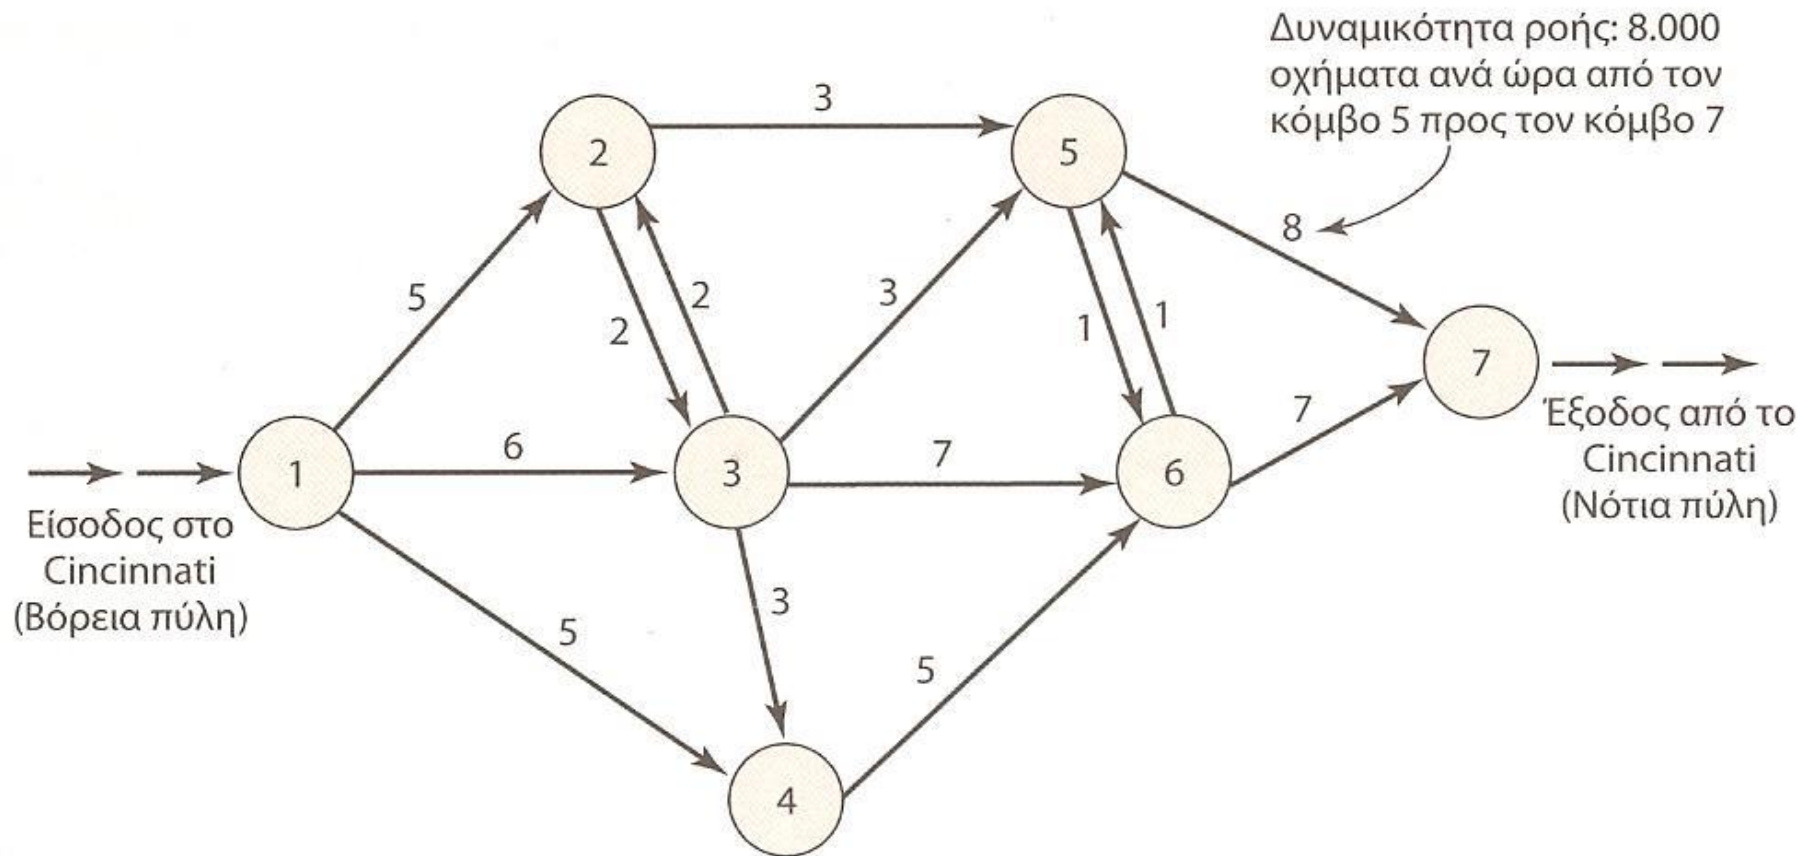 Δυναμικότητα ροής: 8.000
οχήματα ανά ώρα από τον
κόμβο 5 προς τον κόμβο 7
3
2
5
8
5
2
2
3
1
1
7
6
7
7
1
3
6
Είσοδος στο
Cincinnati
(Βόρεια πύλη)
Έξοδος από το
Cincinnati
(Νότια πύλη)
3
5
5
4